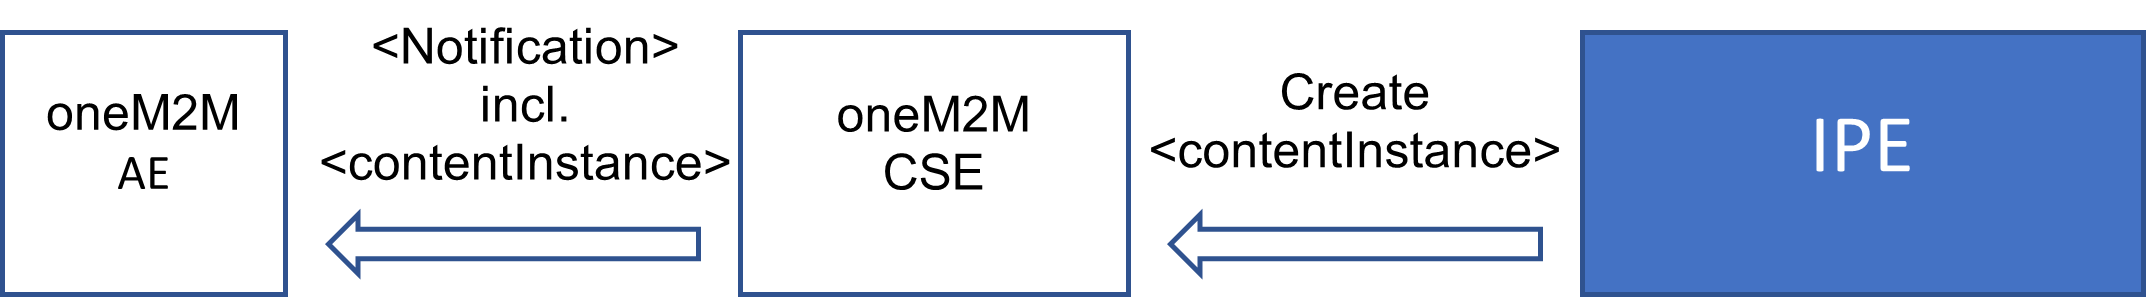 oneM2M
AE
<Notification>
incl.
<contentInstance>
oneM2M
CSE
Create
<contentInstance>
IPE